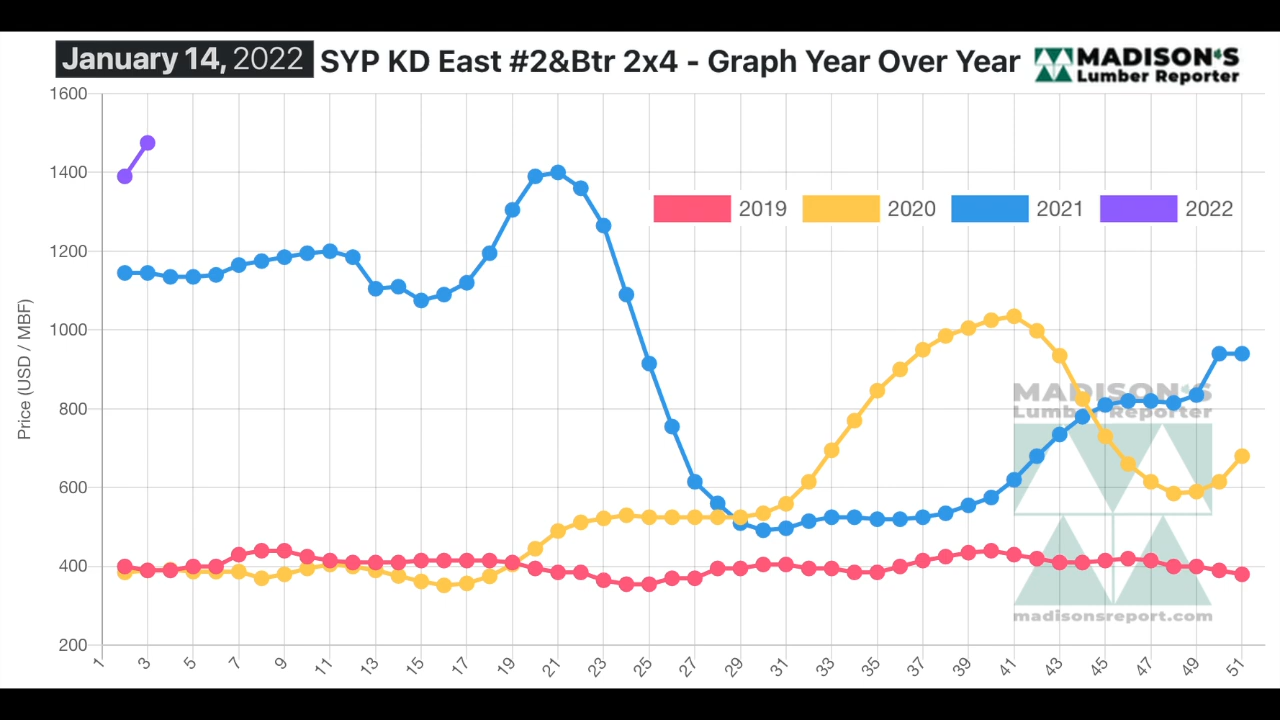 January 14, 2022 SYP KD East #2&Btr 2x4 - Graph Year Over Year
MADISON'S
Lumber Reporter
1600
1400
1200
1000
800
600
400
200
Price (USD / MBF)
2019 2020 2021 2022
MADISON'S
Lumber Reporter
madisonsreport.com
1 3 5 7 9 11 13 15 17 19 21 23 25 27 29 31 33 35 37 39 41 43 45 47 49 51